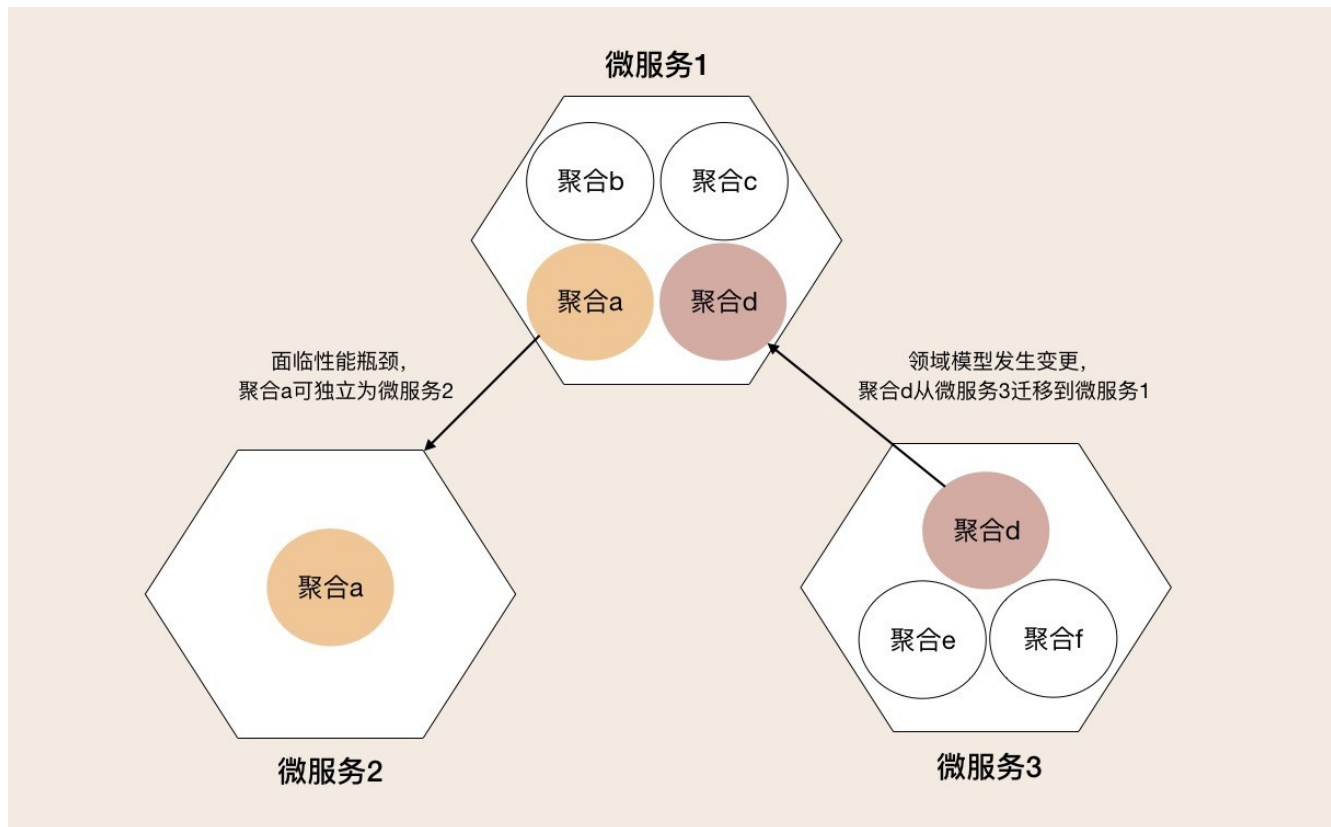 微服务1
聚合b
聚合c
聚合a
聚合d
面临性能瓶颈,
聚合a可独立为微服务2
领域模型发生变更,
聚合d从微服务3迁移到微服务1
聚合a
微服务2
聚合d
聚合e
聚合f
微服务3